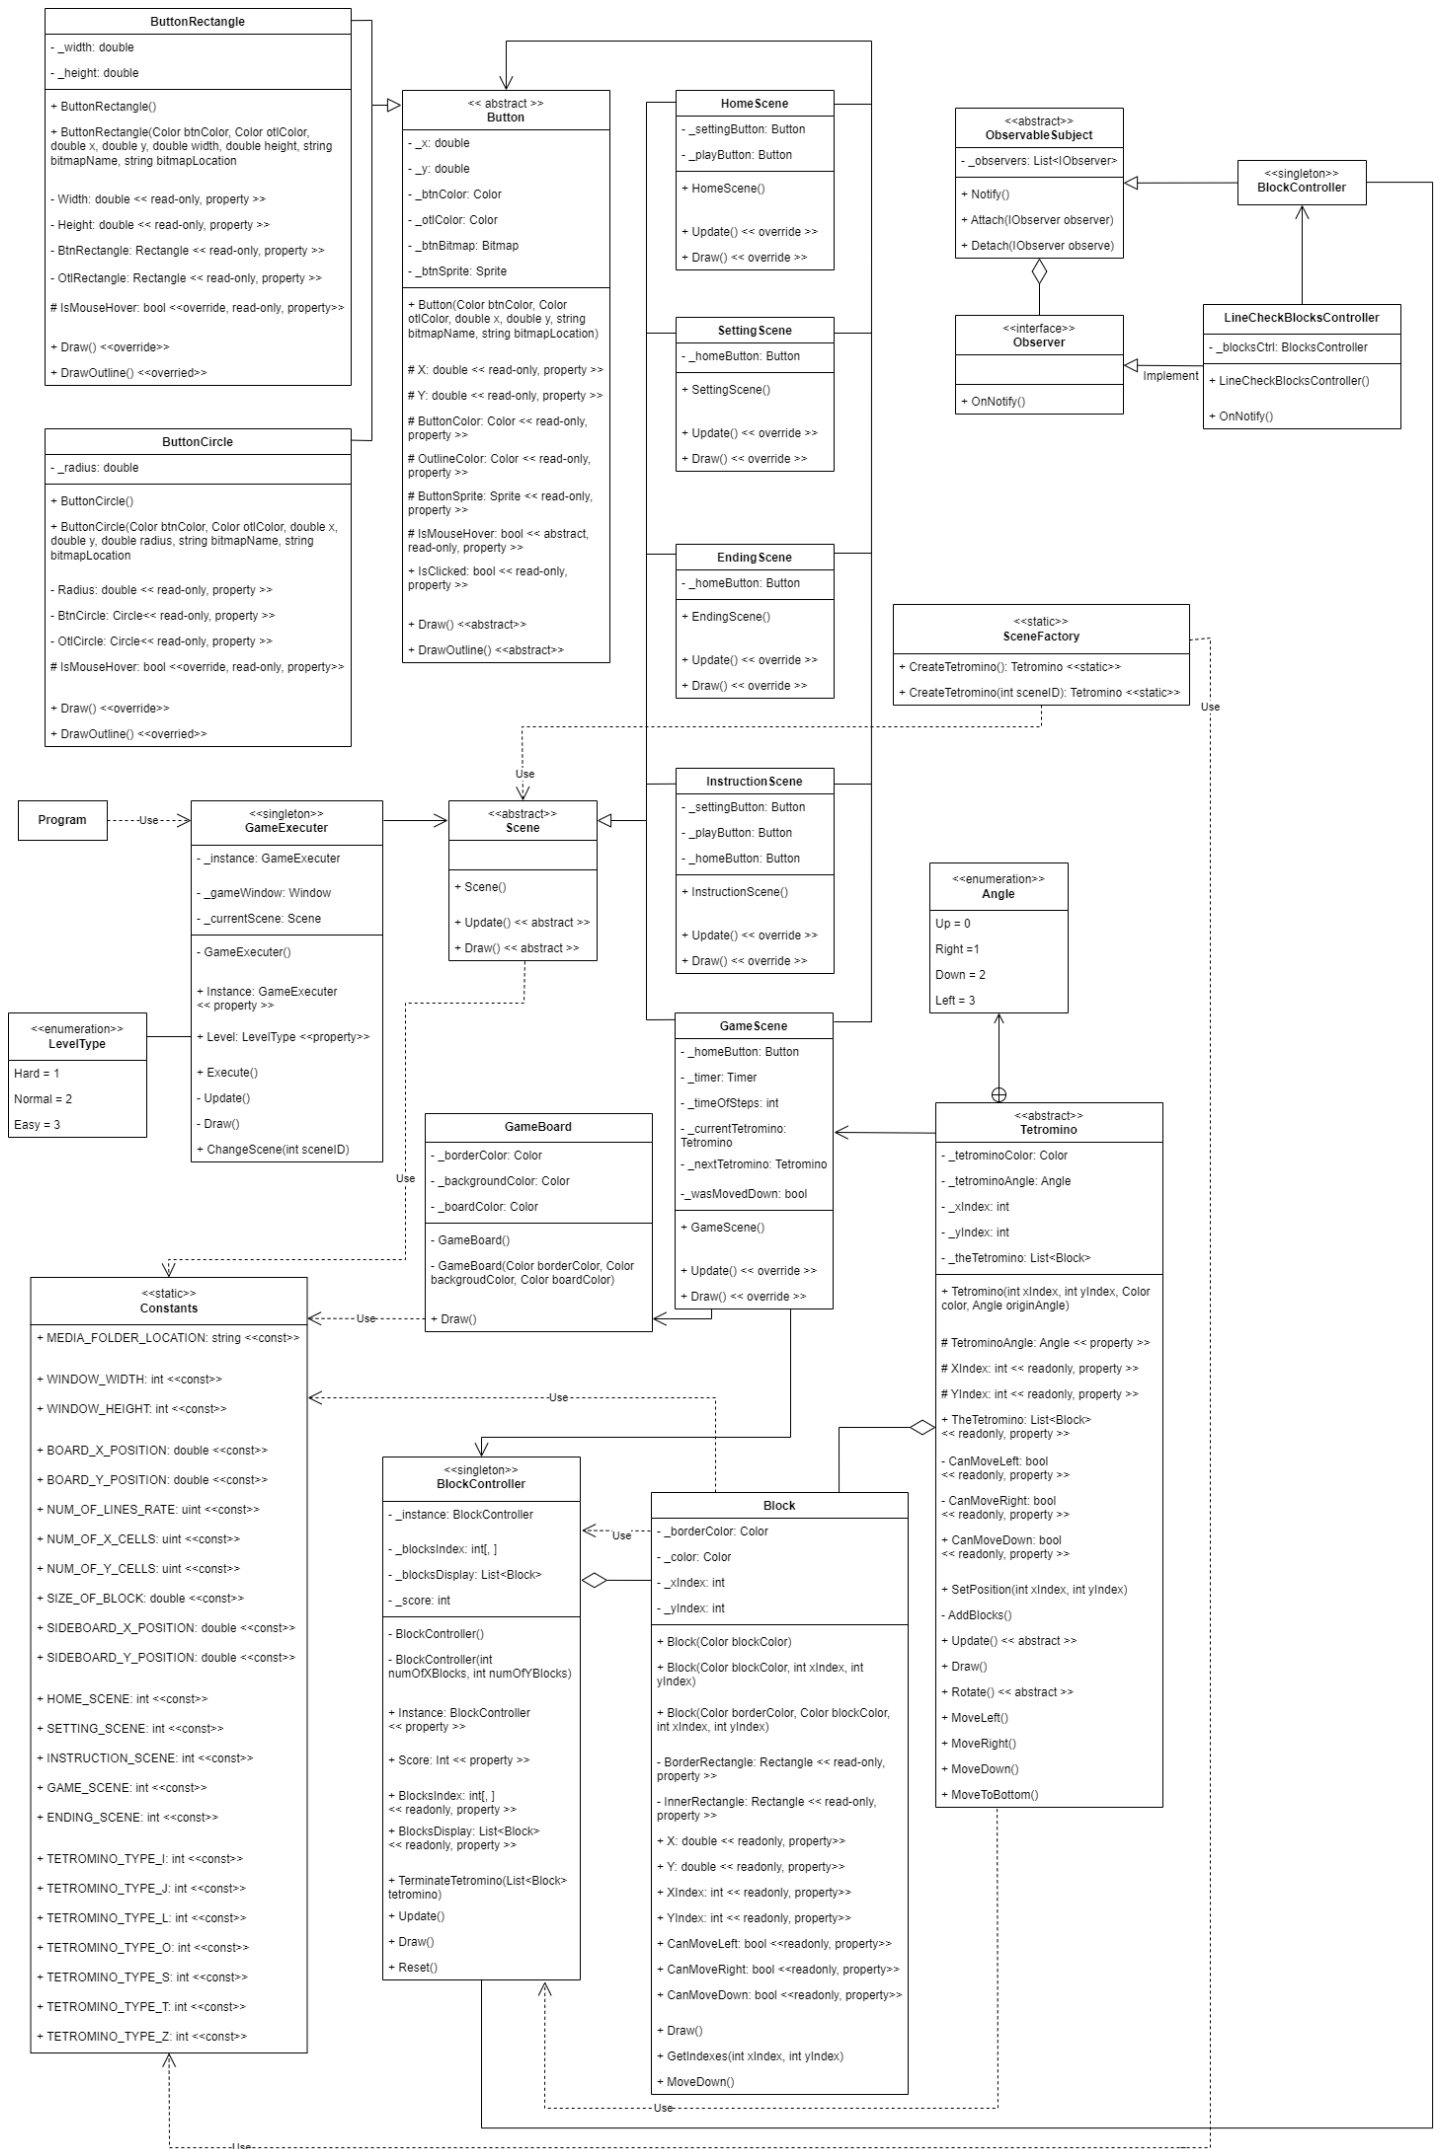 ButtonRectangle
- _width: double
- _height: double
+ ButtonRectangle()
+ ButtonRectangle(Color btnColor, Color otlColor,
double x, double y, double width, double height, string
bitmapName, string bitmapLocation
- Width: double << read-only, property >>
- Height: double << read-only, property >>
- BtnRectangle: Rectangle << read-only, property >>
- OtlRectangle: Rectangle << read-only, property >>
# IsMouseHover: bool <<override, read-only, property>>
+ Draw() <<override>>
+ DrawOutline() <<overried>>
ButtonCircle
- _radius: double
+ ButtonCircle()
+ ButtonCircle(Color btnColor, Color otlColor, double x,
double y, double radius, string bitmapName, string
bitmapLocation
- Radius: double << read-only, property >>
- BtnCircle: Circle<< read-only, property >>
- OtlCircle: Circle<< read-only, property >>
# IsMouseHover: bool <<override, read-only, property>>
+ Draw() <<override>>
+ DrawOutline() <<overried>>
<< abstract >>
Button
- _x: double
- _y: double
- _btnColor: Color
- _otlColor: Color
- _btnBitmap: Bitmap
- _btnSprite: Sprite
+ Button(Color btnColor, Color
otlColor, double x, double y, string
bitmapName, string bitmapLocation)
# X: double << read-only, property >>
# Y: double << read-only, property >>
# ButtonColor: Color << read-only,
property >>
# OutlineColor: Color << read-only,
property >>
# ButtonSprite: Sprite << read-only,
property >>
# IsMouseHover: bool << abstract,
read-only, property >>
+ IsClicked: bool << read-only,
property >>
+ Draw() <<abstract>>
+ DrawOutline() <<abstract>>
HomeScene
- _settingButton: Button
- _playButton: Button
+ HomeScene()
+ Update() << override >>
+ Draw() << override >>
SettingScene
- _homeButton: Button
+ SettingScene()
+ Update() << override >>
+ Draw() << override >>
EndingScene
- _homeButton: Button
+ EndingScene()
+ Update() << override >>
+ Draw() << override >>
InstructionScene
- _settingButton: Button
- _playButton: Button
- _homeButton: Button
+ InstructionScene()
+ Update() << override >>
+ Draw() << override >>
<<abstract>>
ObservableSubject
- _observers: List<IObserver>
+ Notify()
+ Attach(IObserver observer)
+ Detach(IObserver observe)
<<singleton>>
BlockController
<<interface>>
Observer
+ OnNotify()
Implement
LineCheckBlocksController
- _blocksCtrl: BlocksController
+ LineCheckBlocksController()
+ OnNotify()
<<static>>
SceneFactory
+ CreateTetromino(): Tetromino <<static>>
+ CreateTetromino(int sceneID): Tetromino <<static>>
Use
Use
Program
Use
<<singleton>>
GameExecuter
- _instance: GameExecuter
- _gameWindow: Window
- _currentScene: Scene
- GameExecuter()
+ Instance: GameExecuter
<< property >>
+ Level: LevelType <<property>>
+ Execute()
- Update()
- Draw()
+ ChangeScene(int sceneID)
<<abstract>>
Scene
+ Scene()
+ Update() << abstract >>
+ Draw() << abstract >>
<<enumeration>>
LevelType
Hard = 1
Normal = 2
Easy = 3
<<enumeration>>
Angle
Up = 0
Right =1
Down = 2
Left = 3
GameScene
- _homeButton: Button
- _timer: Timer
- _timeOfSteps: int
- _currentTetromino:
Tetromino
- _nextTetromino: Tetromino
-_wasMovedDown: bool
+ GameScene()
+ Update() << override >>
+ Draw() << override >>
GameBoard
- _borderColor: Color
- _backgroundColor: Color
- _boardColor: Color
- GameBoard()
- GameBoard(Color borderColor, Color
backgroudColor, Color boardColor)
+ Draw()
Use
Use
<<static>>
Constants
+ MEDIA_FOLDER_LOCATION: string <<const>>
+ WINDOW_WIDTH: int <<const>>
+ WINDOW_HEIGHT: int <<const>>
+ BOARD_X_POSITION: double <<const>>
+ BOARD_Y_POSITION: double <<const>>
+ NUM_OF_LINES_RATE: uint <<const>>
+ NUM_OF_X_CELLS: uint <<const>>
+ NUM_OF_Y_CELLS: uint <<const>>
+ SIZE_OF_BLOCK: double <<const>>
+ SIDEBOARD_X_POSITION: double <<const>>
+ SIDEBOARD_Y_POSITION: double <<const>>
+ HOME_SCENE: int <<const>>
+ SETTING_SCENE: int <<const>>
+ INSTRUCTION_SCENE: int <<const>>
+ GAME_SCENE: int <<const>>
+ ENDING_SCENE: int <<const>>
+ TETROMINO_TYPE_I: int <<const>>
+ TETROMINO_TYPE_J: int <<const>>
+ TETROMINO_TYPE_L: int <<const>>
+ TETROMINO_TYPE_O: int <<const>>
+ TETROMINO_TYPE_S: int <<const>>
+ TETROMINO_TYPE_T: int <<const>>
+ TETROMINO_TYPE_Z: int <<const>>
Use
<<singleton>>
BlockController
- _instance: BlockController
- _blocksIndex: int[, ]
- _blocksDisplay: List<Block>
- _score: int
- BlockController()
- BlockController(int
numOfXBlocks, int numOfYBlocks)
+ Instance: BlockController
<< property >>
+ Score: Int << property >>
+ BlocksIndex: int[, ]
<< readonly, property >>
+ BlocksDisplay: List<Block>
<< readonly, property >>
+ TerminateTetromino(List<Block>
tetromino)
+ Update()
+ Draw()
+ Reset()
Use
Block
- _borderColor: Color
- _color: Color
- _xIndex: int
- _yIndex: int
+ Block(Color blockColor)
+ Block(Color blockColor, int xIndex, int
yIndex)
+ Block(Color borderColor, Color blockColor,
int xIndex, int yIndex)
- BorderRectangle: Rectangle << read-only,
property >>
- InnerRectangle: Rectangle << read-only,
property >>
+ X: double << readonly, property>>
+ Y: double << readonly, property>>
+ XIndex: int << readonly, property>>
+ YIndex: int << readonly, property>>
+ CanMoveLeft: bool <<readonly, property>>
+ CanMoveRight: bool <<readonly, property>>
+ CanMoveDown: bool <<readonly, property>>
+ Draw()
+ GetIndexes(int xIndex, int yIndex)
+ MoveDown()
<<abstract>>
Tetromino
- _tetrominoColor: Color
- _tetrominoAngle: Angle
- _xIndex: int
- _yIndex: int
- _theTetromino: List<Block>
+ Tetromino(int xIndex, int yIndex, Color
color, Angle originAngle)
# TetrominoAngle: Angle << property >>
# XIndex: int << readonly, property >>
# YIndex: int << readonly, property >>
+ TheTetromino: List<Block>
<< readonly, property >>
- CanMoveLeft: bool
<< readonly, property >>
- CanMoveRight: bool
<< readonly, property >>
+ CanMoveDown: bool
<< readonly, property >>
+ SetPosition(int xIndex, int yIndex)
- AddBlocks()
+ Update() << abstract >>
+ Draw()
+ Rotate() << abstract >>
+ MoveLeft()
+ MoveRight()
+ MoveDown()
+ MoveToBottom()
Use
Use